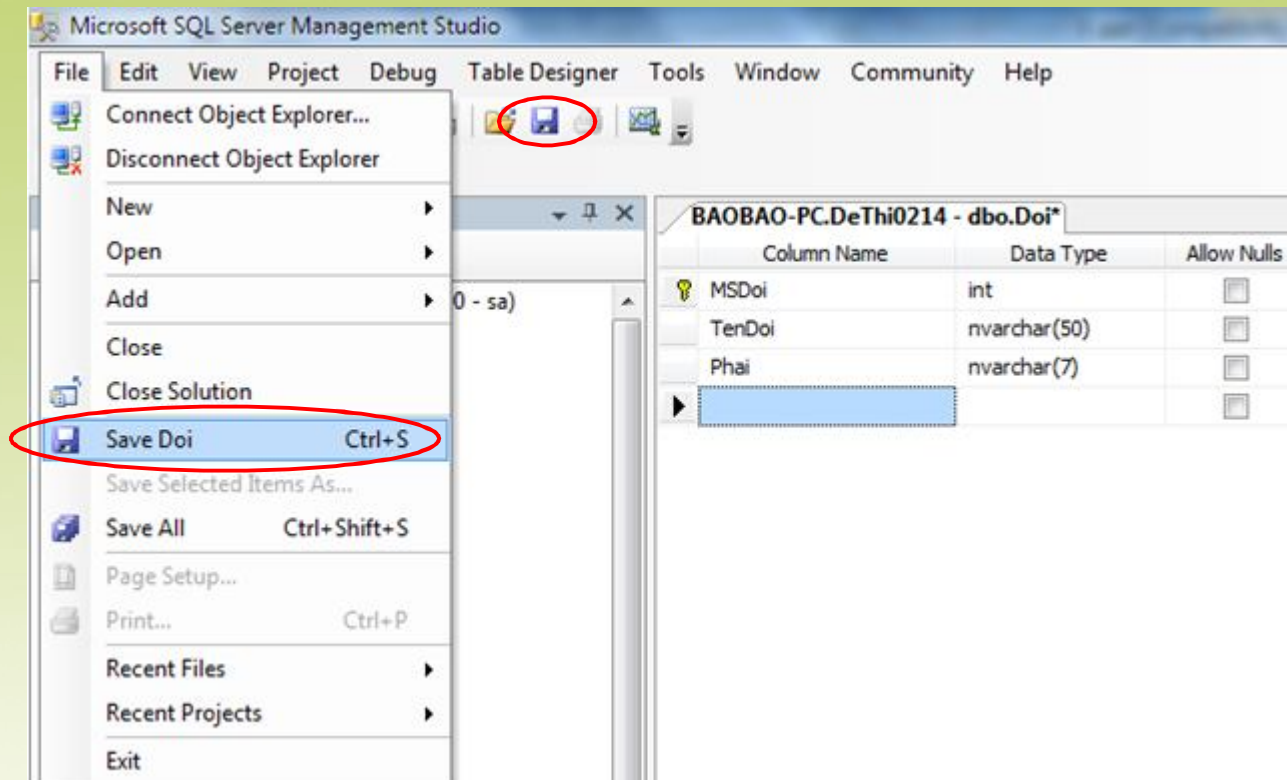 Microsoft SQL Server Management Studio
File Edit View Project Debug Table Designer Tools Window Community Help
Connect Object Explorer...
Disconnect Object Explorer
New
Open
Add
Close
Close Solution
Save Doi Ctrl+S
Save Selected Items As...
Save All Ctrl+Shift+S
Page Setup...
Print... Ctrl+P
Recent Files
Recent Projects
Exit
0 - sa)
BAOBAO-PC.DeThi0214 - dbo.Doi*
Column Name Data Type Allow Nulls
MSDoi int
TenDoi nvarchar(50)
Phai nvarchar(7)